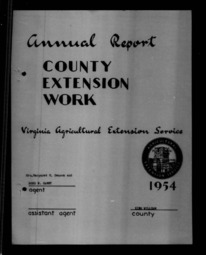 Annual Report
COUNTY
EXTENSION
WORK
Virginia Agricultural Extension Service
1954
agent
assistant agent
county